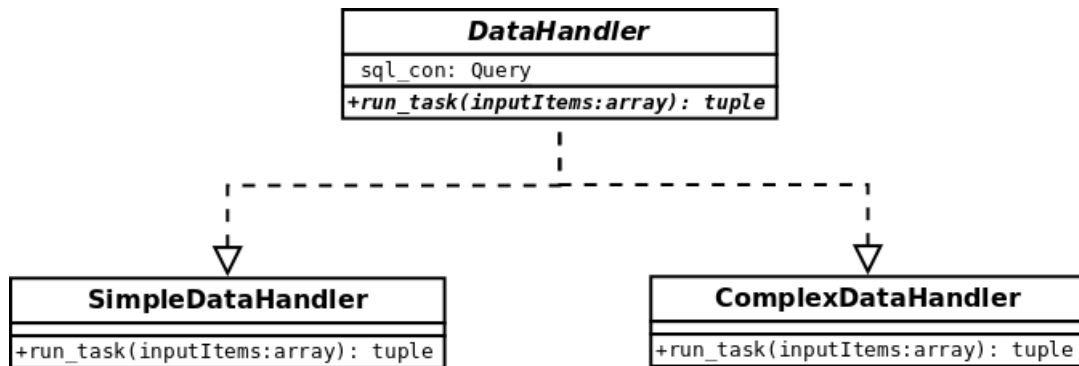 DataHandler
sql_con: Query
+run_task(inputItems:array): tuple
SimpleDataHandler
+run_task(inputItems:array): tuple
ComplexDataHandler
+run_task(inputItems:array): tuple